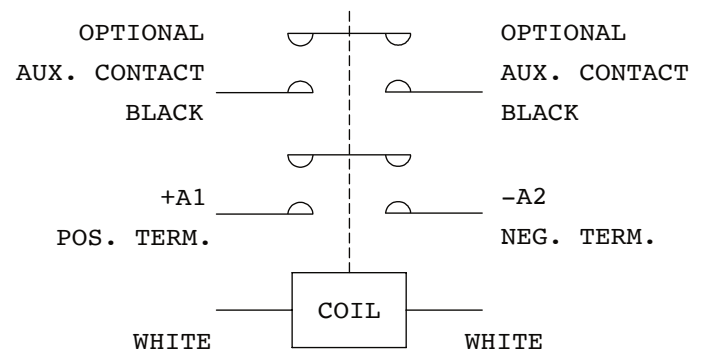 OPTIONAL
AUX. CONTACT
BLACK
OPTIONAL
AUX. CONTACT
BLACK
+A1
POS. TERM.
-A2
NEG. TERM.
COIL
WHITE
WHITE